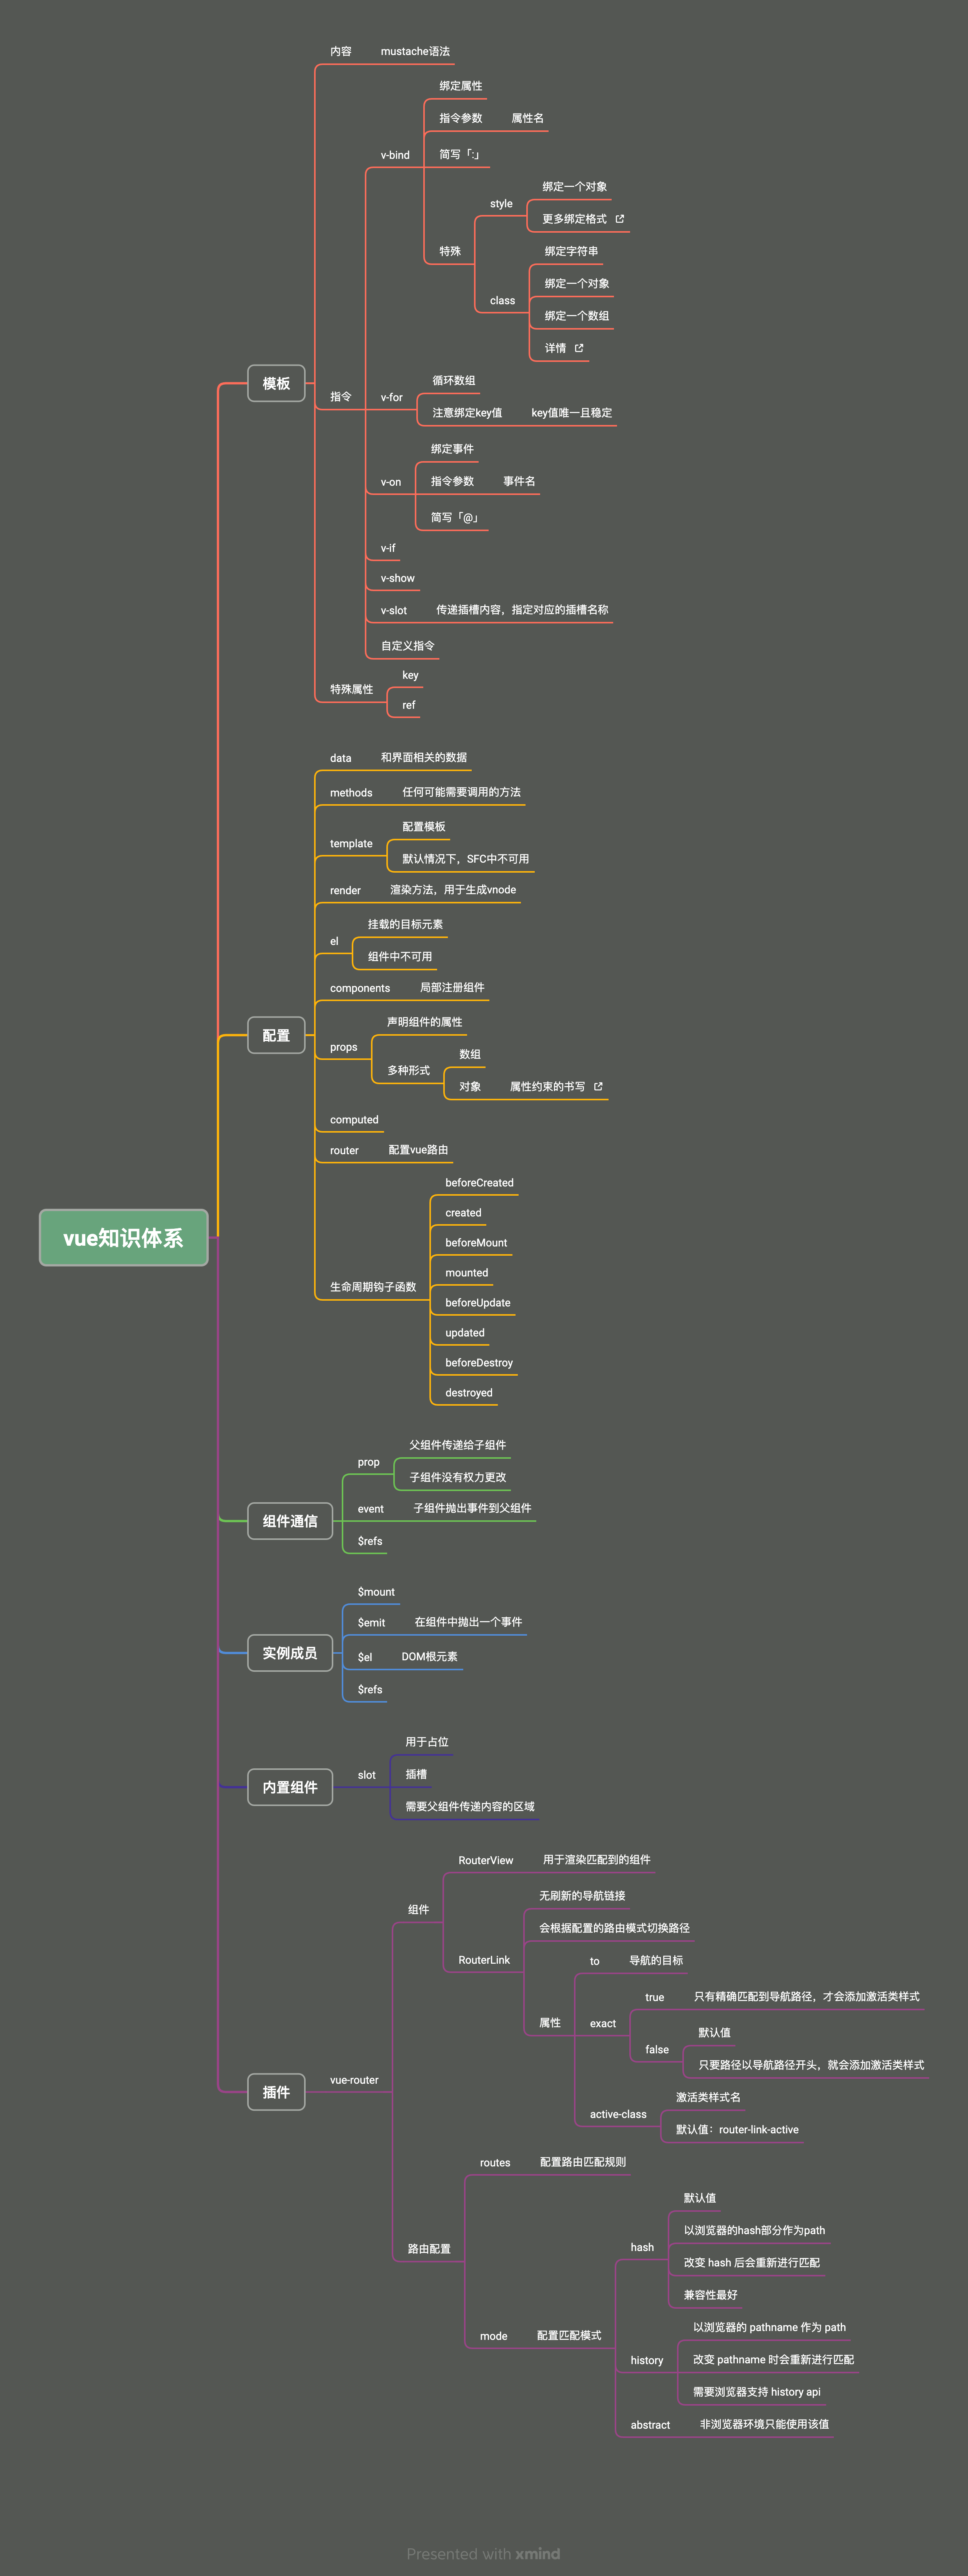 内容 mustache语法
绑定属性
指令参数 属性名
v-bind 简写「:」
绑定一个对象
style
更多绑定格式
特殊 绑定字符串
绑定一个对象
class
绑定一个数组
详情
循环数组
模板
指令 v-for
注意绑定key值 key值唯一且稳定
绑定事件
v-on 指令参数 事件名
简写「@」
v-if
v-show
v-slot 传递插槽内容，指定对应的插槽名称
自定义指令
key
特殊属性
ref
data 和界面相关的数据
methods 任何可能需要调用的方法
配置模板
template
默认情况下，SFC中不可用
render 渲染方法，用于生成vnode
挂载的目标元素
el
组件中不可用
components 局部注册组件
声明组件的属性
配置
props
数组
多种形式
对象 属性约束的书写
computed
router 配置vue路由
beforeCreated
created
vue知识体系
beforeMount
mounted
生命周期钩子函数
beforeUpdate
updated
beforeDestroy
destroyed
父组件传递给子组件
prop
子组件没有权力更改
event 子组件抛出事件到父组件
组件通信
$refs
$mount
$emit 在组件中抛出一个事件
实例成员
$el DOM根元素
$refs
用于占位
slot 插槽
内置组件
需要父组件传递内容的区域
RouterView 用于渲染匹配到的组件
无刷新的导航链接
组件
会根据配置的路由模式切换路径
RouterLink
to 导航的目标
true 只有精确匹配到导航路径，才会添加激活类样式
属性 exact
默认值
false
只要路径以导航路径开头，就会添加激活类样式
vue-router
插件
激活类样式名
active-class
默认值：router-link-active
routes 配置路由匹配规则
默认值
以浏览器的hash部分作为path
路由配置 hash
改变 hash 后会重新进行匹配
兼容性最好
以浏览器的 pathname 作为 path
mode 配置匹配模式
history 改变 pathname 时会重新进行匹配
需要浏览器支持 history api
abstract 非浏览器环境只能使用该值
Presented with xmind